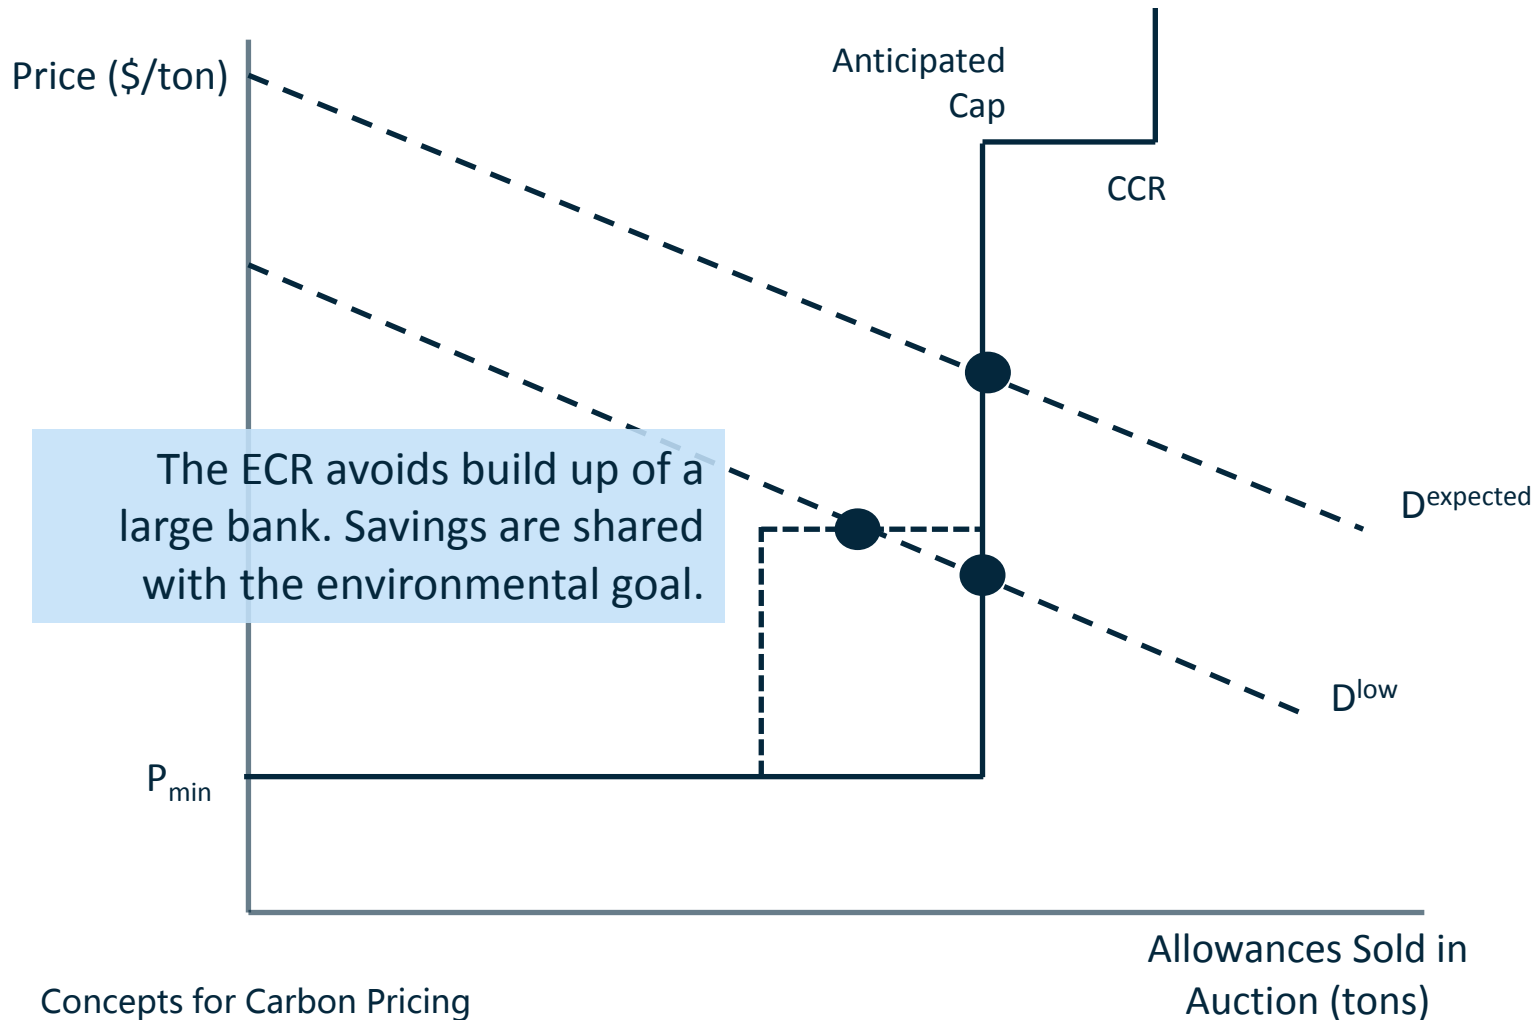 Price ($/ton)
Anticipated
Cap
CCR
The ECR avoids build up of a
large bank. Savings are shared
with the environmental goal.
Dexpected
Dlow
Pmin
Allowances Sold in
Auction (tons)
Concepts for Carbon Pricing